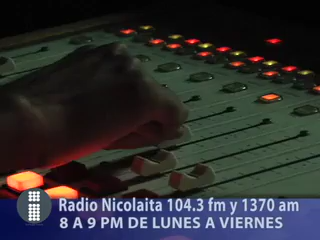 Radio Nicolaita 104.3 fm y 1370 am
8 A 9 PM DE LUNES A VIERNES